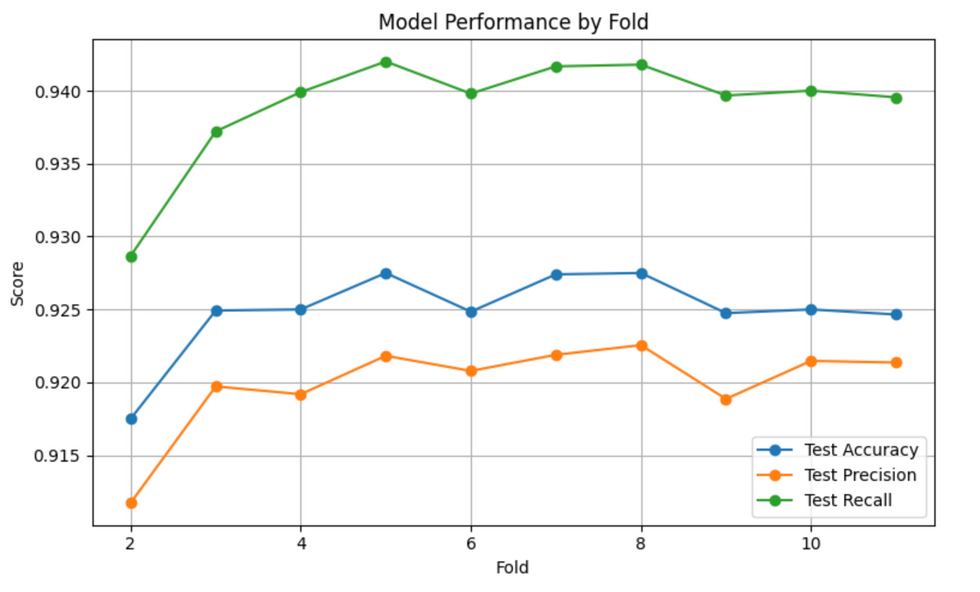 Model Performance by Fold
0.940
0.935
0.930
0.925
0.920
0.915
Score
2 4 6 8 10
Fold
Test Accuracy
Test Precision
Test Recall